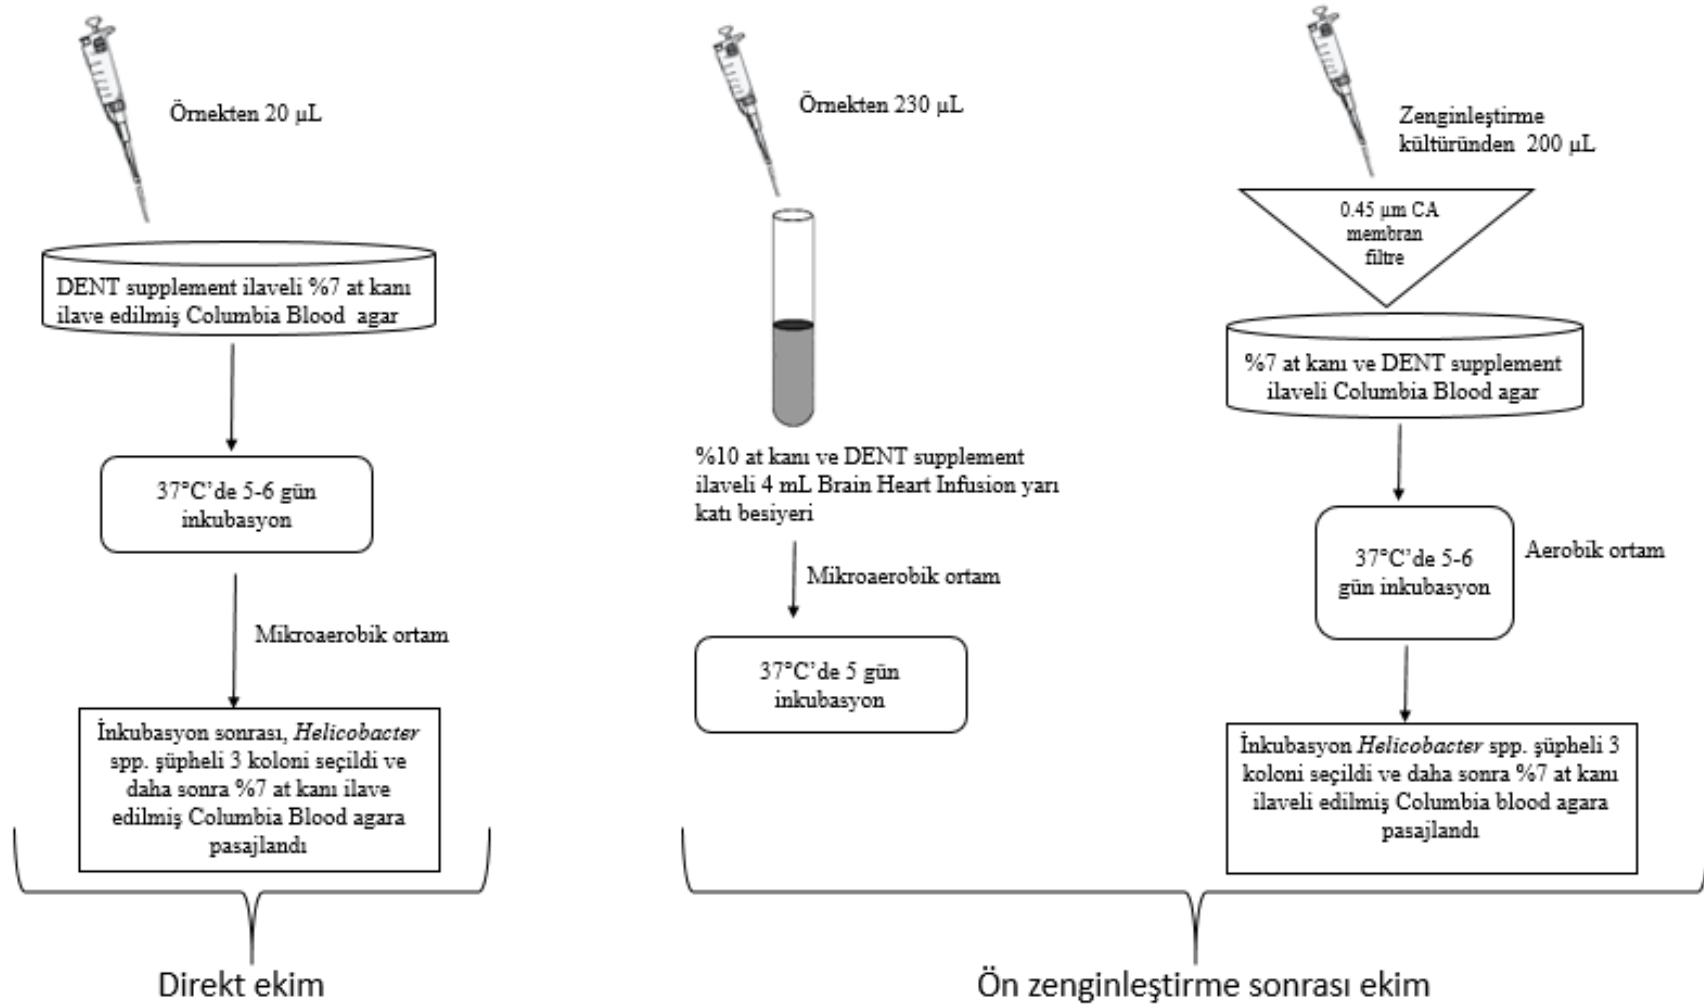 Örnekten 20 µL
DENT supplement ilaveli %7 at kanı
ilave edilmiş Columbia Blood agar
37°C'de 5-6 gün
inkubasyon
Mikroaerobik ortam
İnkubasyon sonrası, Helicobacter
spp. şüpheli 3 koloni seçildi ve
daha sonra %7 at kanı ilave
edilmiş Columbia Blood agara
pasajlandı
Direkt ekim
Örnekten 230 µL
%10 at kanı ve DENT supplement
ilaveli 4 mL Brain Heart Infusion yarı
katı besiyeri
Mikroaerobik ortam
37°C'de 5 gün
inkubasyon
Zenginleştirme
kültüründen 200 µL
0.45 µm CA
membran
filtre
%7 at kanı ve DENT supplement
ilaveli Columbia Blood agar
37°C'de 5-6
gün inkubasyon
Aerobik ortam
İnkubasyon Helicobacter spp. şüpheli 3
koloni seçildi ve daha sonra %7 at kanı
ilaveli edilmiş Columbia blood agara
pasajlandı
Ön zenginleştirme sonrası ekim